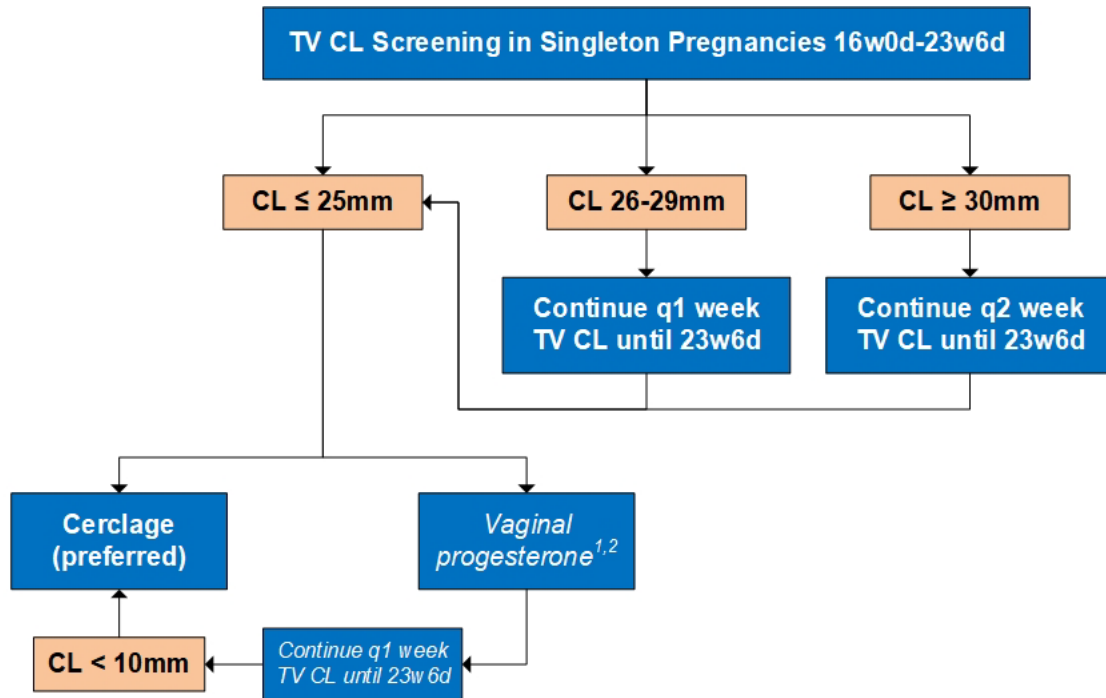 TV CL Screening in Singleton Pregnancies 16w0d-23w6d
CL ≤ 25mm
CL 26-29mm
CL ≥ 30mm
Continue q1 week
TV CL until 23w6d
Continue q2 week
TV CL until 23w6d
Cerclage
(preferred)
Vaginal
progesterone1,2
CL < 10mm
Continue q1 week
TV CL until 23w6d